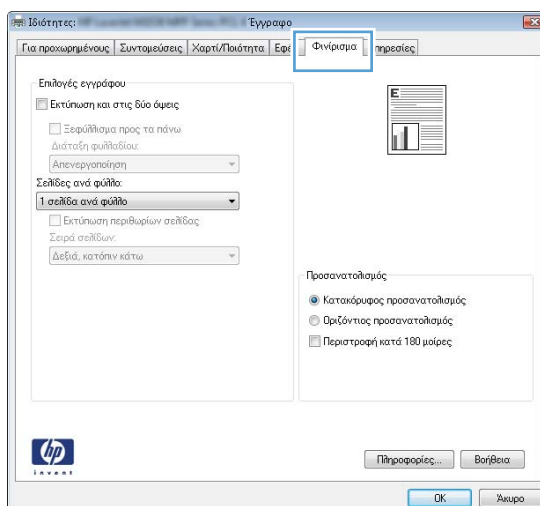 Ιδιότητες: Έγγραφο
Για προχωρημένους Συντομεύσεις Χαρτί/Ποιότητα Εφέ Φινίρισμα
Επιλογές εγγράφου
Εκτύπωση και στις δύο όψεις
Ξεφύλλισμα προς τα πάνω
Διάταξη φυλλαδίου:
Απενεργοποίηση
Σελίδες ανά φύλλο:
1 σελίδα ανά φύλλο
Εκτύπωση περιθωρίων σελίδας
Σειρά σελίδων:
Δεξιά, κατόπιν κάτω
E
Προσανατολισμός
Κατακόρυφος προσανατολισμός
Οριζόντιος προσανατολισμός
Περιστροφή κατά 180 μοίρες
hp
invent
Πληροφορίες... Βοήθεια
OK Άκυρο